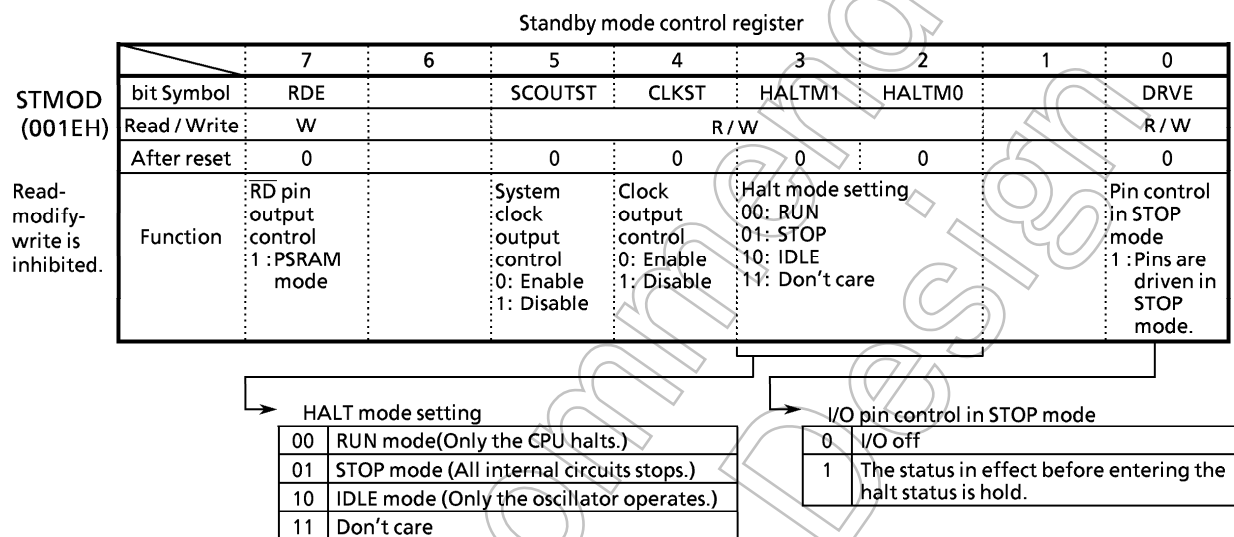 Standby mode control register
7 6 5 4 3 2 1 0
STMOD
(001EH)
bit Symbol RDE SCOUTST CLKST HALTM1 HALTM0 DRVE
Read / Write W R / W R / W
After reset 0 0 0 0 0 0
Read-
modify-
write is
inhibited.
Function
RD pin
output
control
1 : PSRAM
mode
System
clock
output
control
0: Enable
1: Disable
Clock
output
control
0: Enable
1: Disable
Halt mode setting
00: RUN
01: STOP
10: IDLE
11: Don't care
Pin control
in STOP
mode
1 : Pins are
driven in
STOP
mode.
HALT mode setting
00 RUN mode(Only the CPU halts.)
01 STOP mode (All internal circuits stops.)
10 IDLE mode (Only the oscillator operates.)
11 Don't care
I/O pin control in STOP mode
0 I/O off
1 The status in effect before entering the
halt status is hold.
ommend
Design